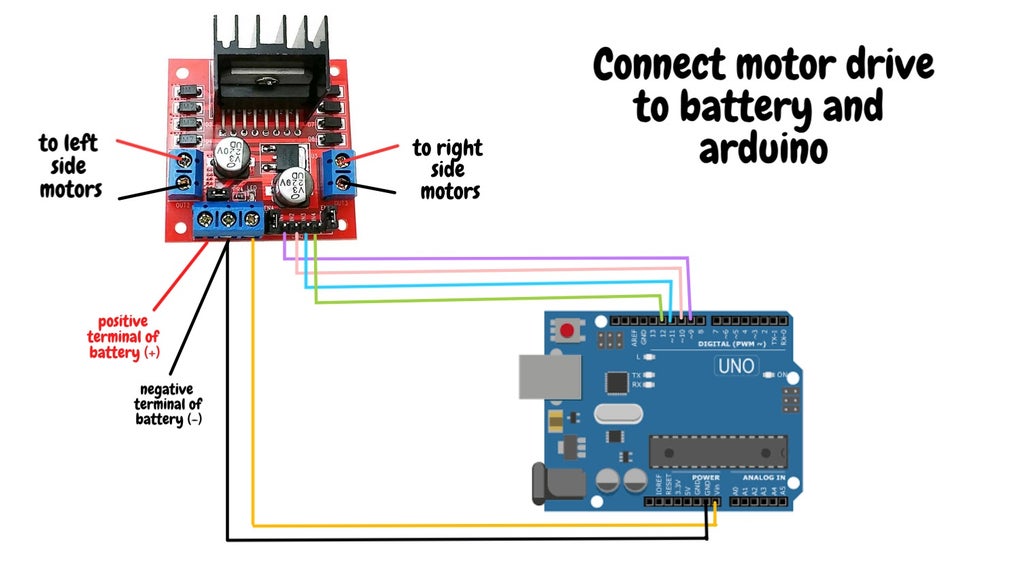 Connect motor drive
to battery and
arduino
to left
side
motors
to right
side
motors
positive
terminal of
battery (+)
negative
terminal of
battery (-)
AREF
GND
13
12
~11
~10
~9
8
7
~6
~5
4
~3
2
TX-1
RX-0
DIGITAL (PWM ~)
L
TX
RX
UNO
ON
POWER
ANALOG IN
IOREF
RESET
3.3V
5V
GND
GND
Vin
A0
A1
A2
A3
A4
A5